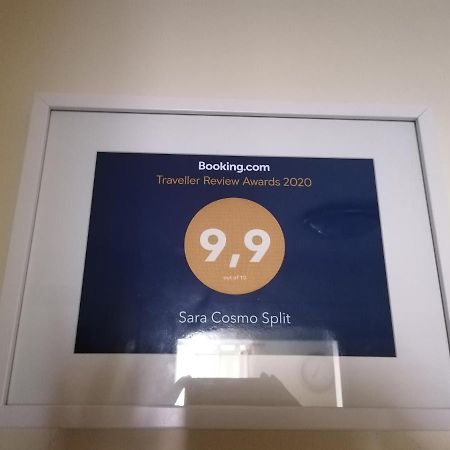 Booking.com
Traveller Review Awards 2020
9,9
out of 10
Sara Cosmo Split